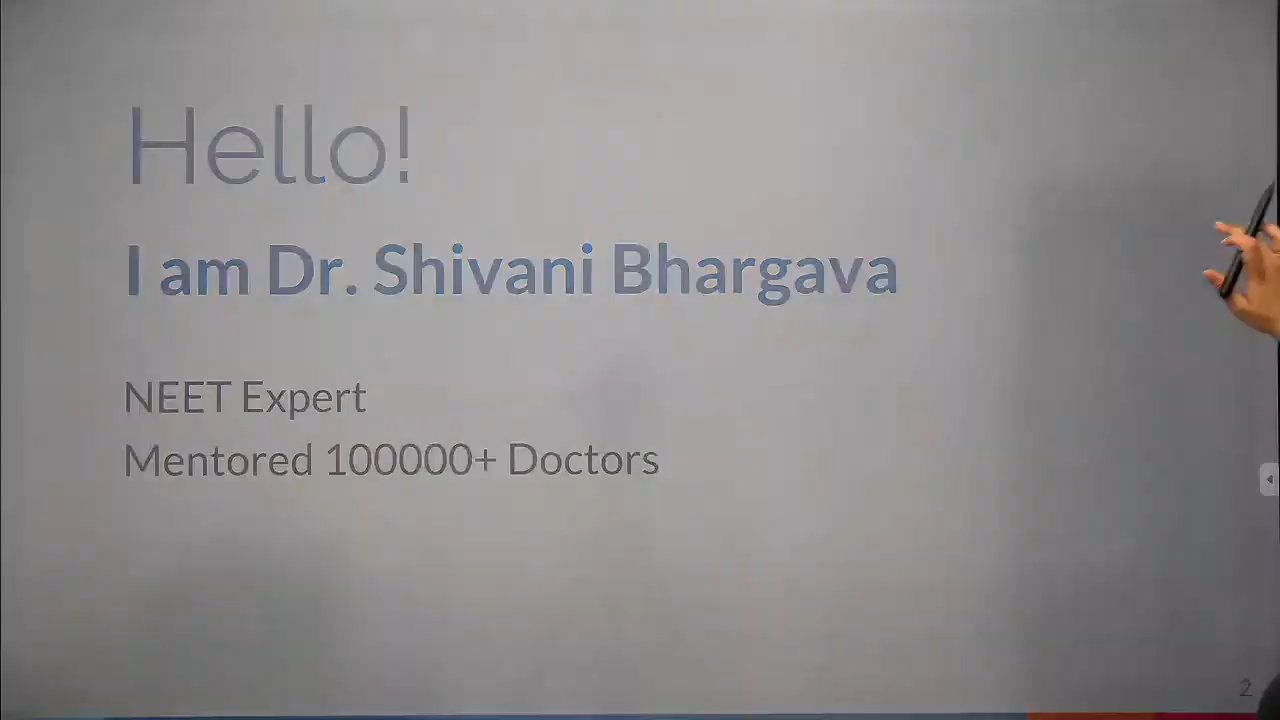 Hello!
I am Dr. Shivani Bhargava
NEET Expert
Mentored 100000+ Doctors
2